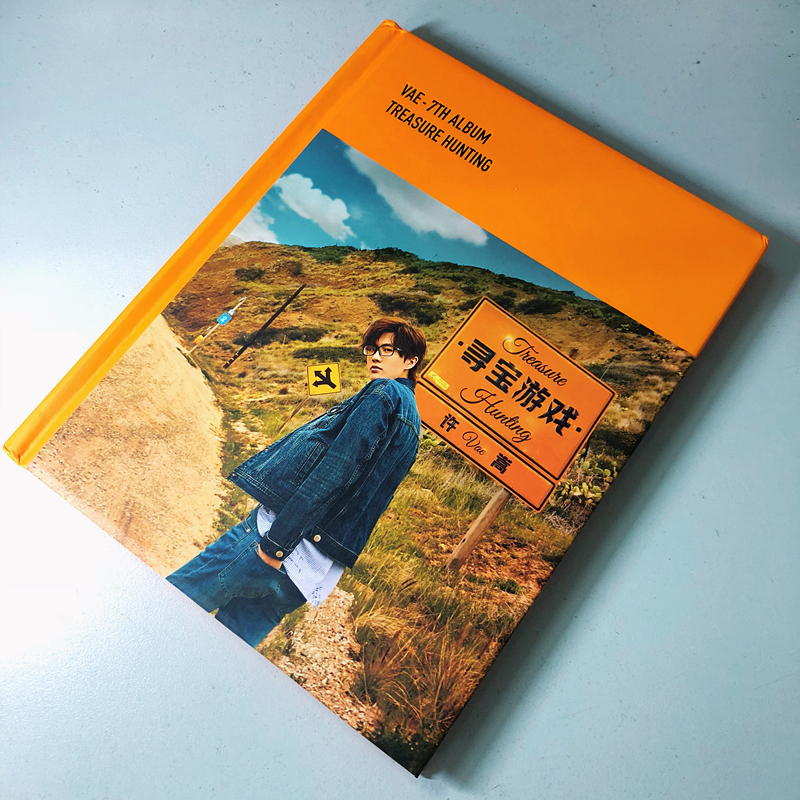 VAE - 7TH ALBUM
TREASURE HUNTING
Treasure
·寻宝游戏·
Hunting
许 Vae 嵩